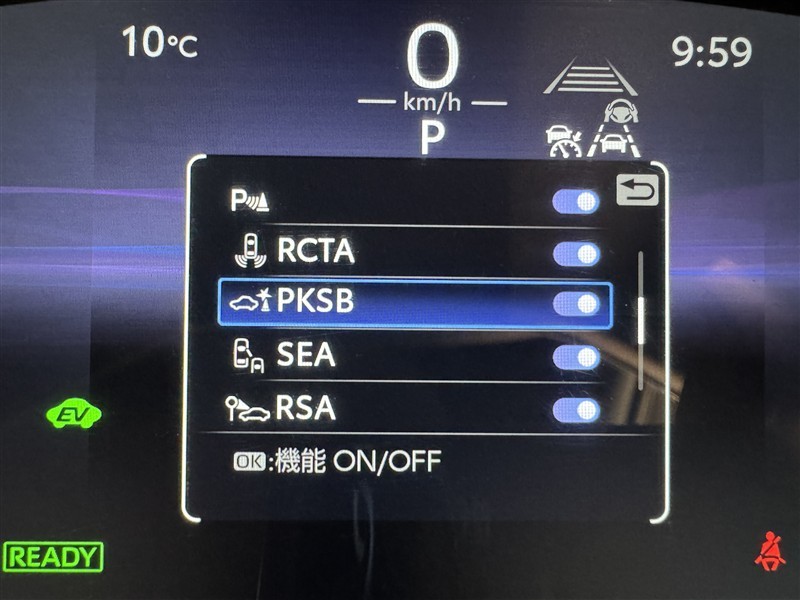 10°C
0
9:59
km/h
P
P
RCTA
PKSB
SEA
RSA
EV
OK:機能 ON/OFF
READY